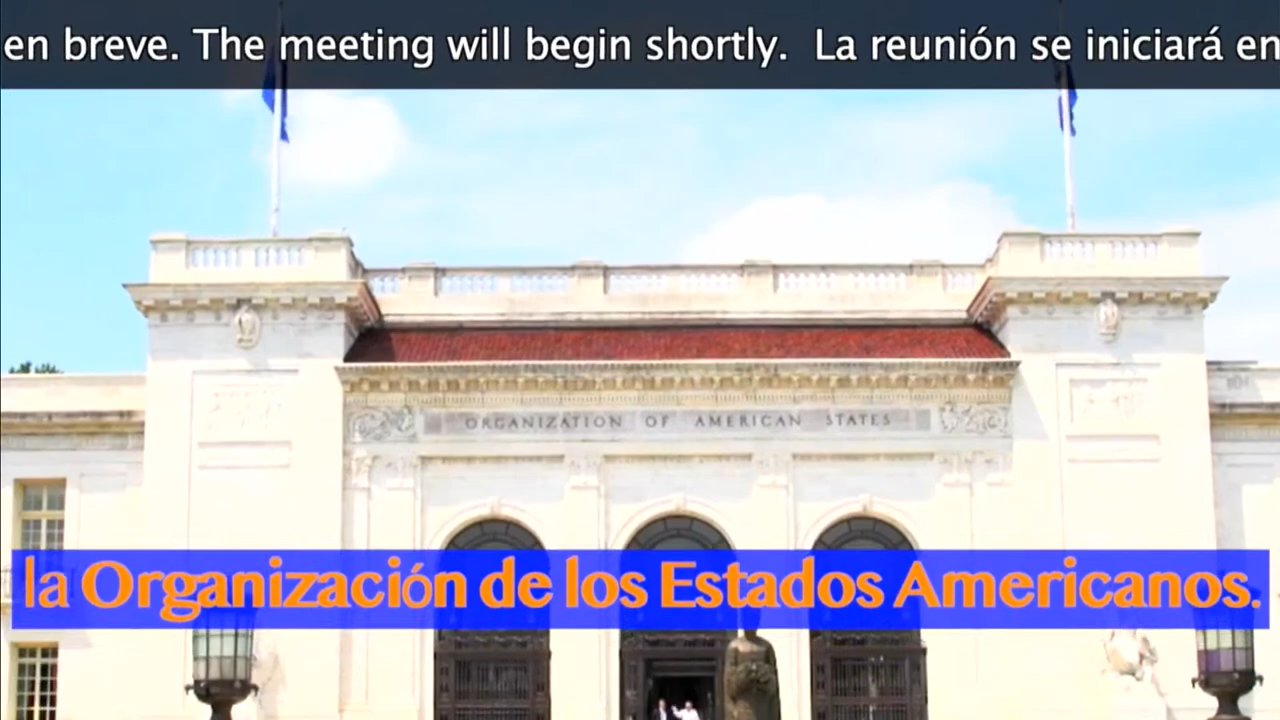 en breve. The meeting will begin shortly. La reunión se iniciará en
ORGANIZATION OF AMERICAN STATES
la Organización de los Estados Americanos.